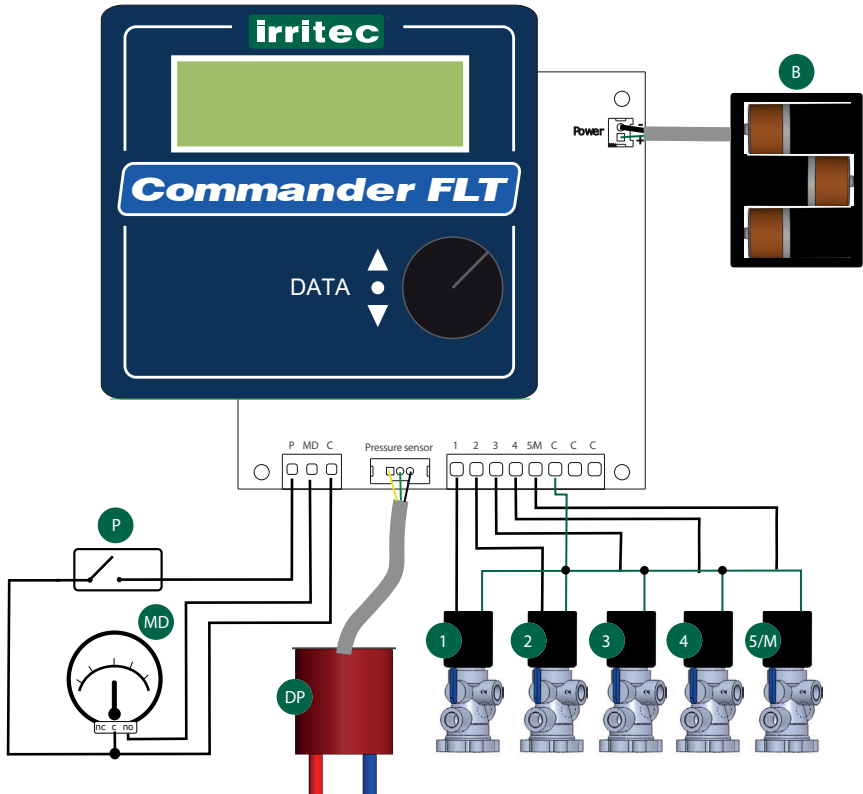 irritec
B
Power
-
+
Commander FLT
DATA
P MD C
Pressure sensor
1 2 3 4 5/M C C C
P
MD
nc c no
DP
1
2
3
4
5/M